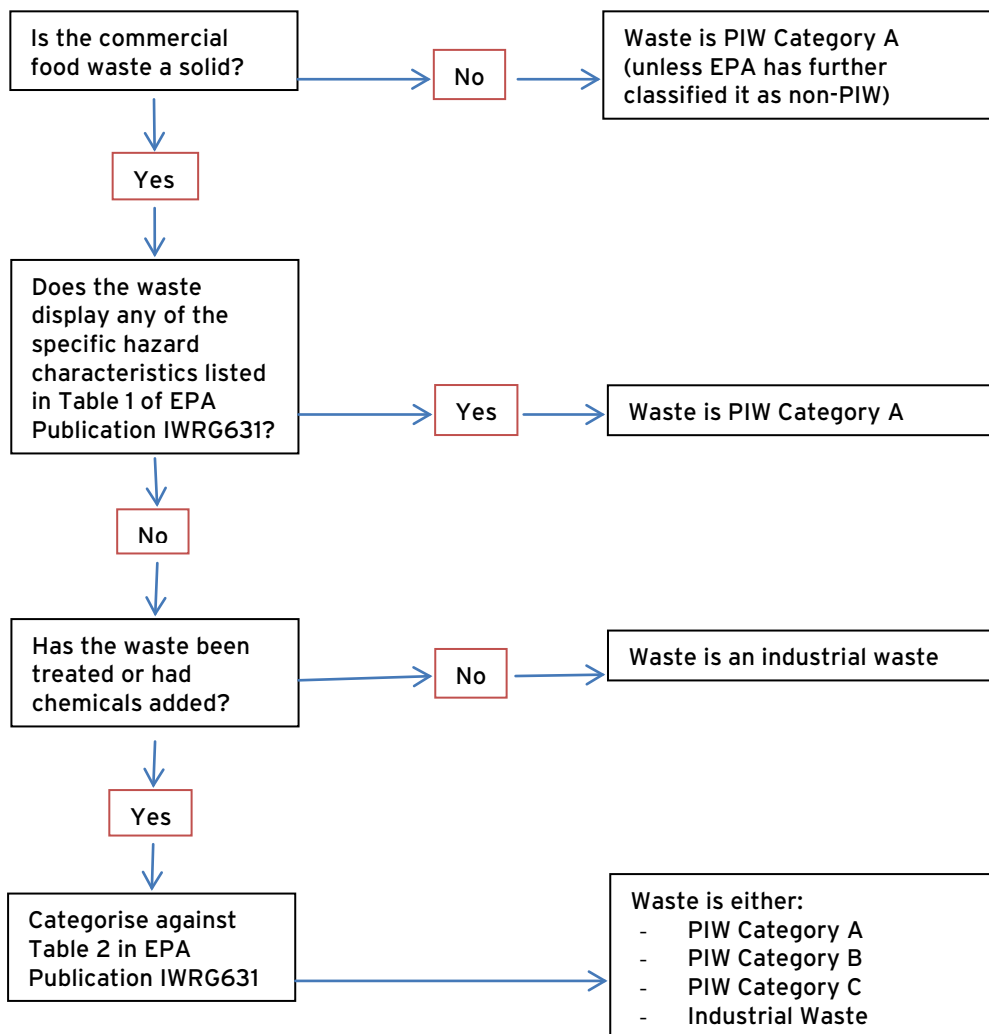 Is the commercial
food waste a solid?
No
Waste is PIW Category A
(unless EPA has further
classified it as non-PIW)
Yes
Does the waste
display any of the
specific hazard
characteristics listed
in Table 1 of EPA
Publication IWRG631?
Yes
Waste is PIW Category A
No
Has the waste been
treated or had
chemicals added?
No
Waste is an industrial waste
Yes
Categorise against
Table 2 in EPA
Publication IWRG631
Waste is either:
- PIW Category A
- PIW Category B
- PIW Category C
- Industrial Waste